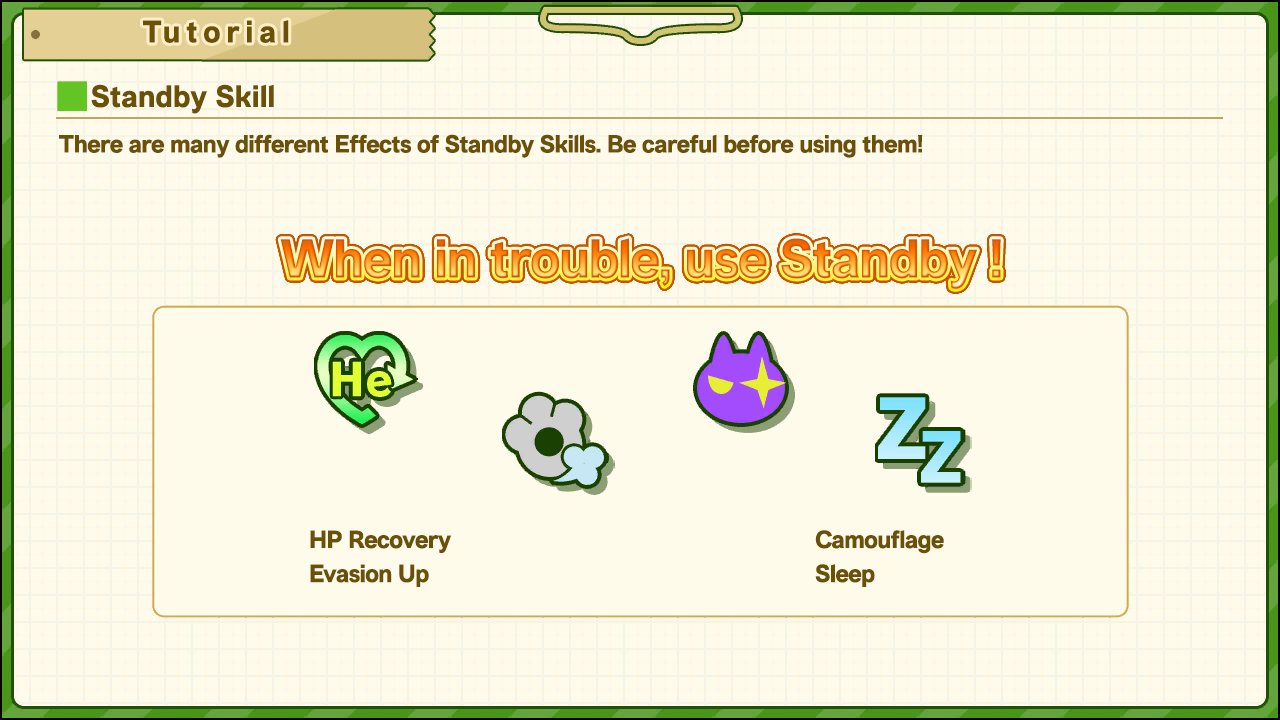 Tutorial
Standby Skill
There are many different Effects of Standby Skills. Be careful before using them!
When in trouble, use Standby !
He
Zz
HP Recovery
Evasion Up
Camouflage
Sleep